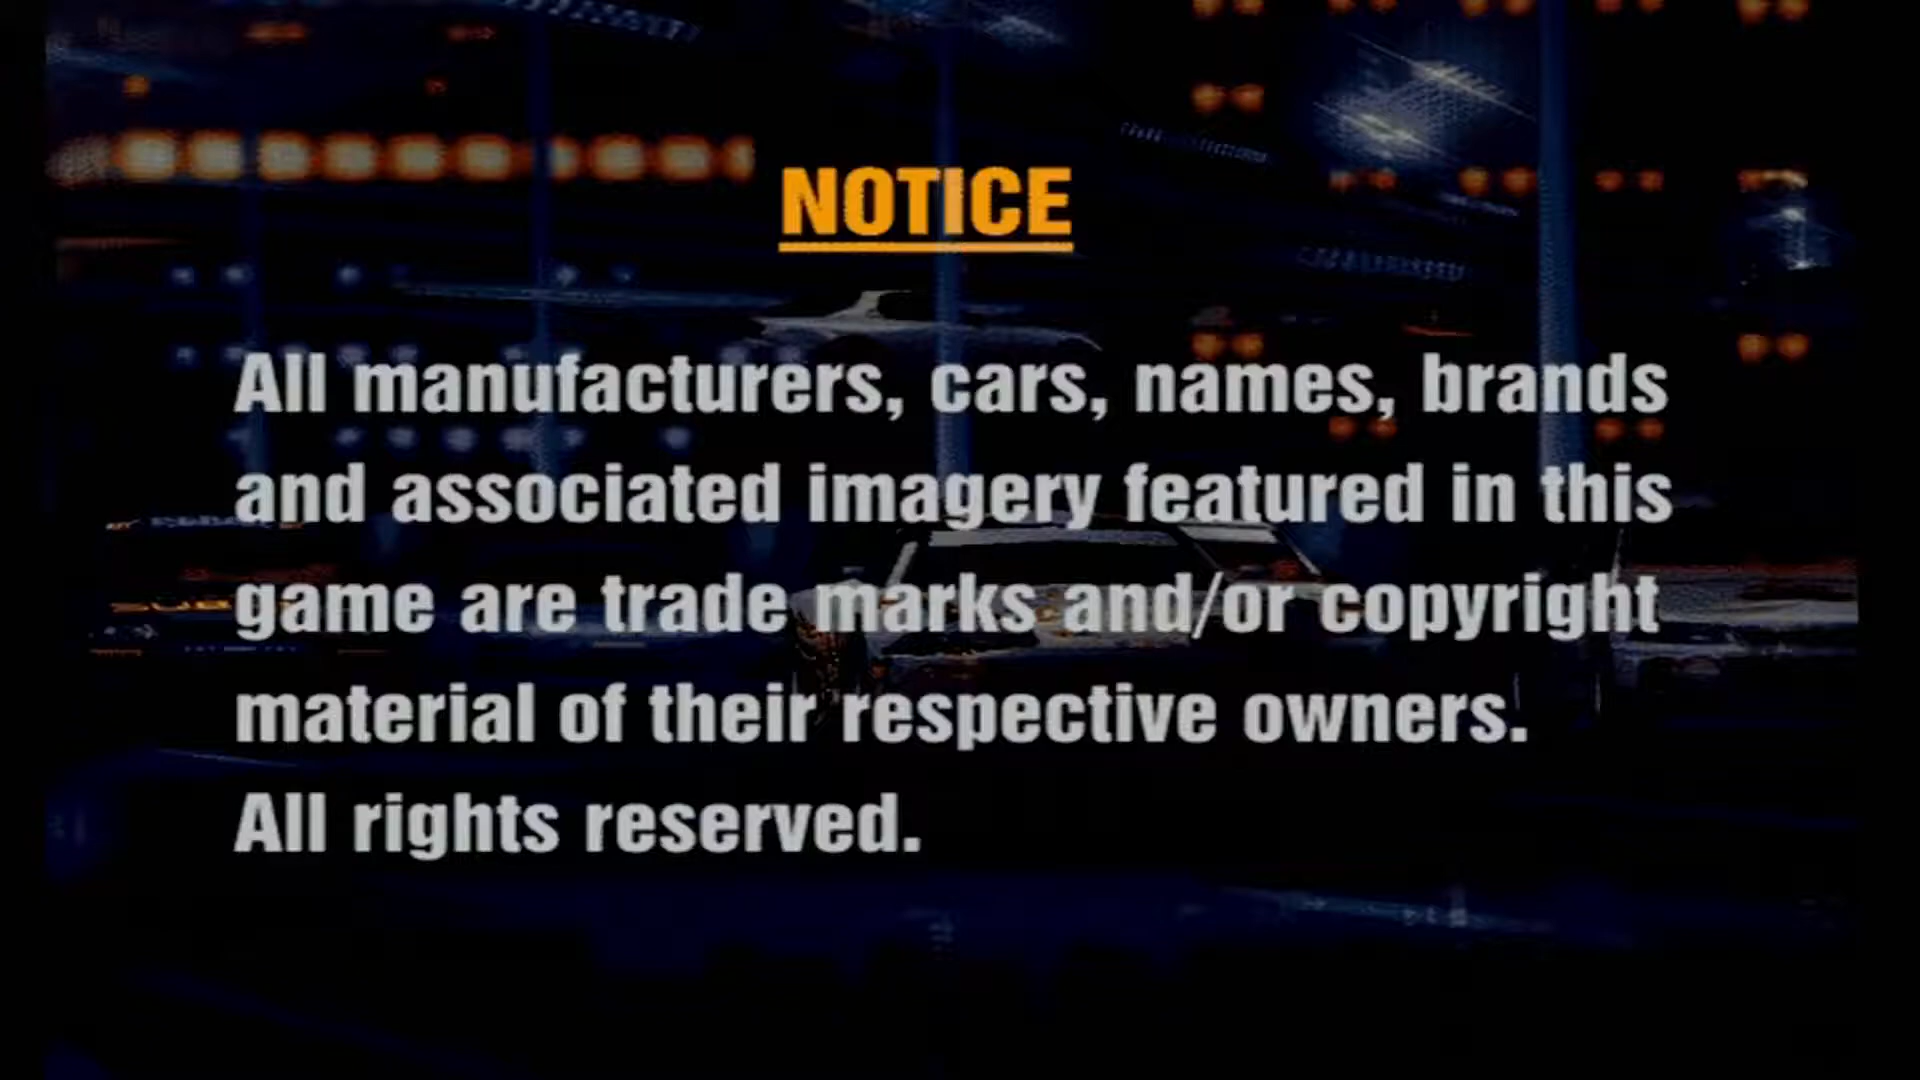 NOTICE
All manufacturers, cars, names, brands
and associated imagery featured in this
game are trade marks and/or copyright
material of their respective owners.
All rights reserved.